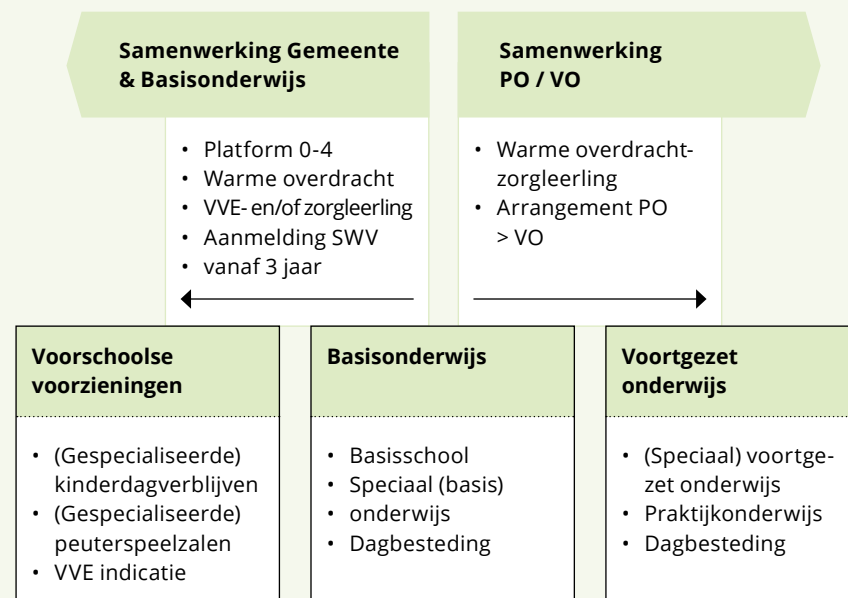 Samenwerking Gemeente
& Basisonderwijs
• Platform 0-4
• Warme overdracht
• VVE- en/of zorgleerling
• Aanmelding SWV
• vanaf 3 jaar
Samenwerking
PO / VO
• Warme overdracht-
zorgleerling
• Arrangement PO
> VO
Voorschoolse
voorzieningen
• (Gespecialiseerde)
kinderdagverblijven
• (Gespecialiseerde)
peuterspeelzalen
• VVE indicatie
Basisonderwijs
• Basisschool
• Speciaal (basis)
• onderwijs
• Dagbesteding
Voortgezet
onderwijs
• (Speciaal) voortge-
zet onderwijs
• Praktijkonderwijs
• Dagbesteding